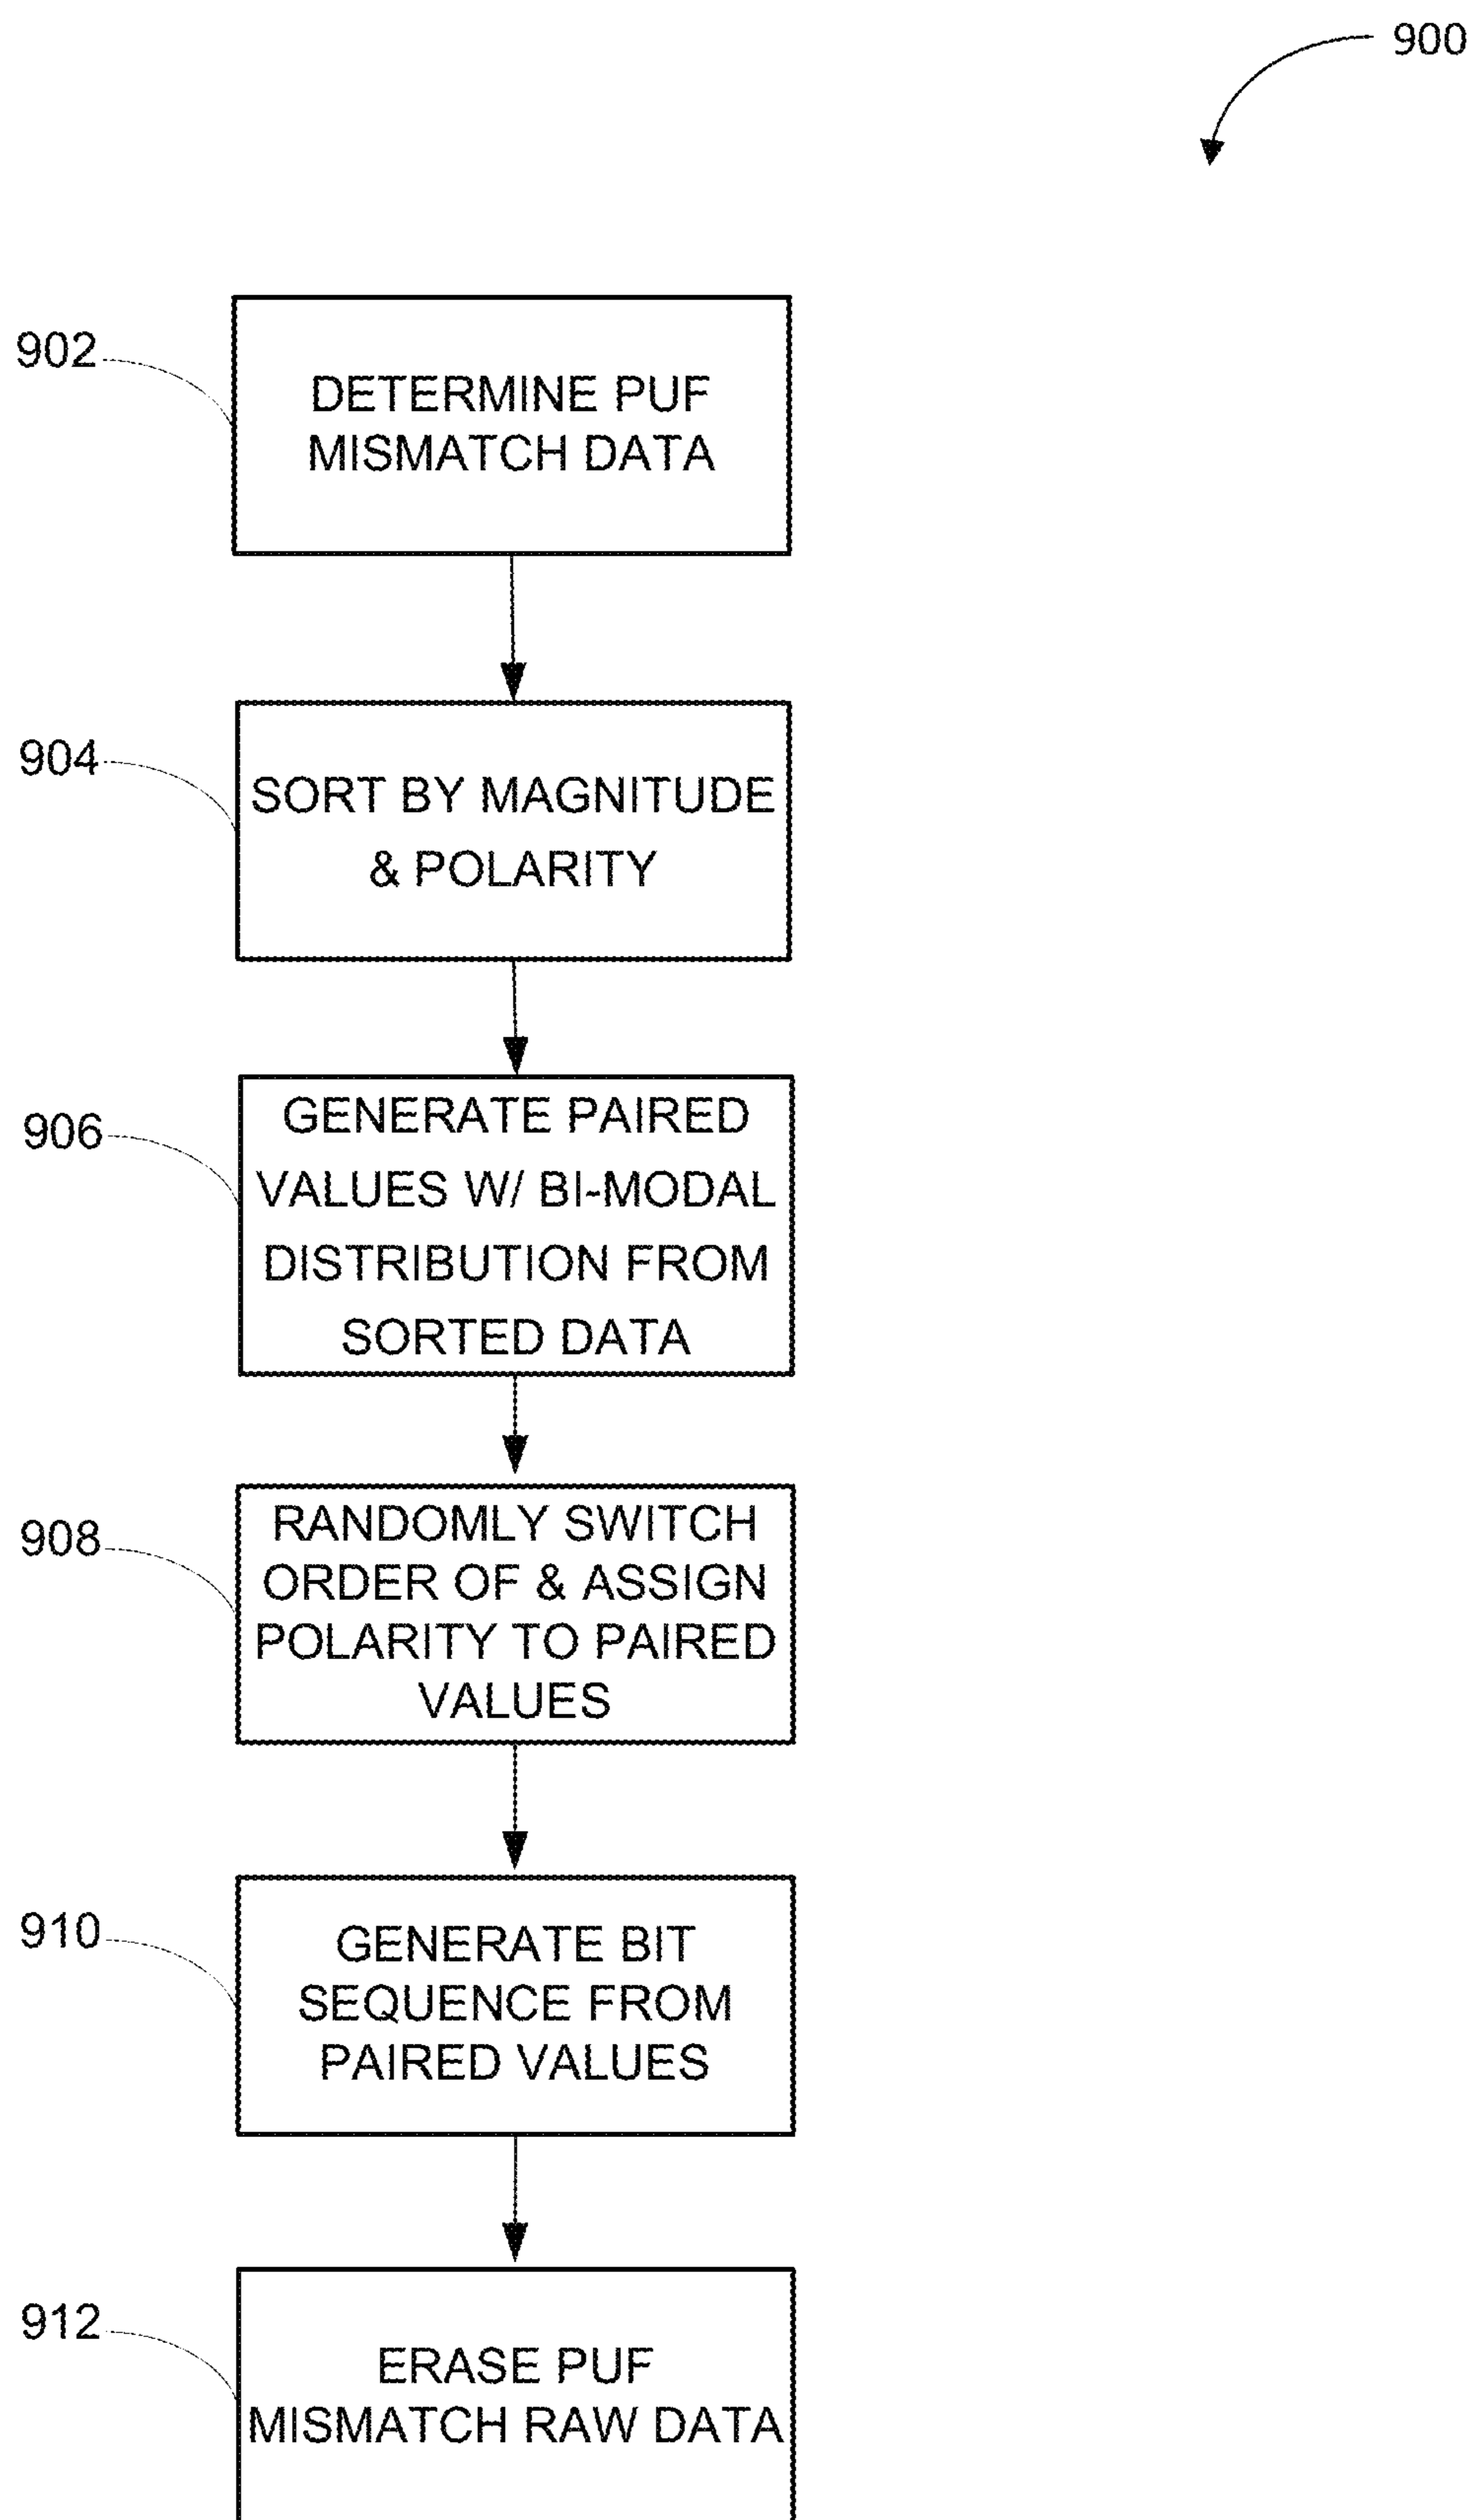 900
902
DETERMINE PUF
MISMATCH DATA
904
SORT BY MAGNITUDE
& POLARITY
906
GENERATE PAIRED
VALUES W/ BI-MODAL
DISTRIBUTION FROM
SORTED DATA
908
RANDOMLY SWITCH
ORDER OF & ASSIGN
POLARITY TO PAIRED
VALUES
910
GENERATE BIT
SEQUENCE FROM
PAIRED VALUES
912
ERASE PUF
MISMATCH RAW DATA